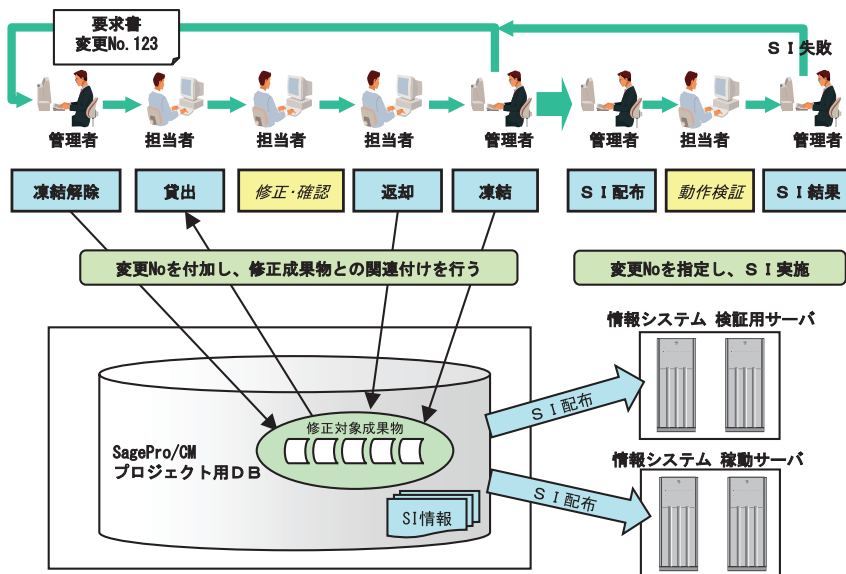 要求書
変更No.123
ＳＩ失敗
管理者
担当者
担当者
担当者
管理者
管理者
担当者
管理者
凍結解除
貸出
修正・確認
返却
凍結
ＳＩ配布
動作検証
ＳＩ結果
変更Noを付加し、修正成果物との関連付けを行う
変更Noを指定し、ＳＩ実施
情報システム 検証用サーバ
修正対象成果物
ＳＩ配布
SagePro/CM
プロジェクト用ＤＢ
情報システム 稼動サーバ
ＳＩ配布
SI情報